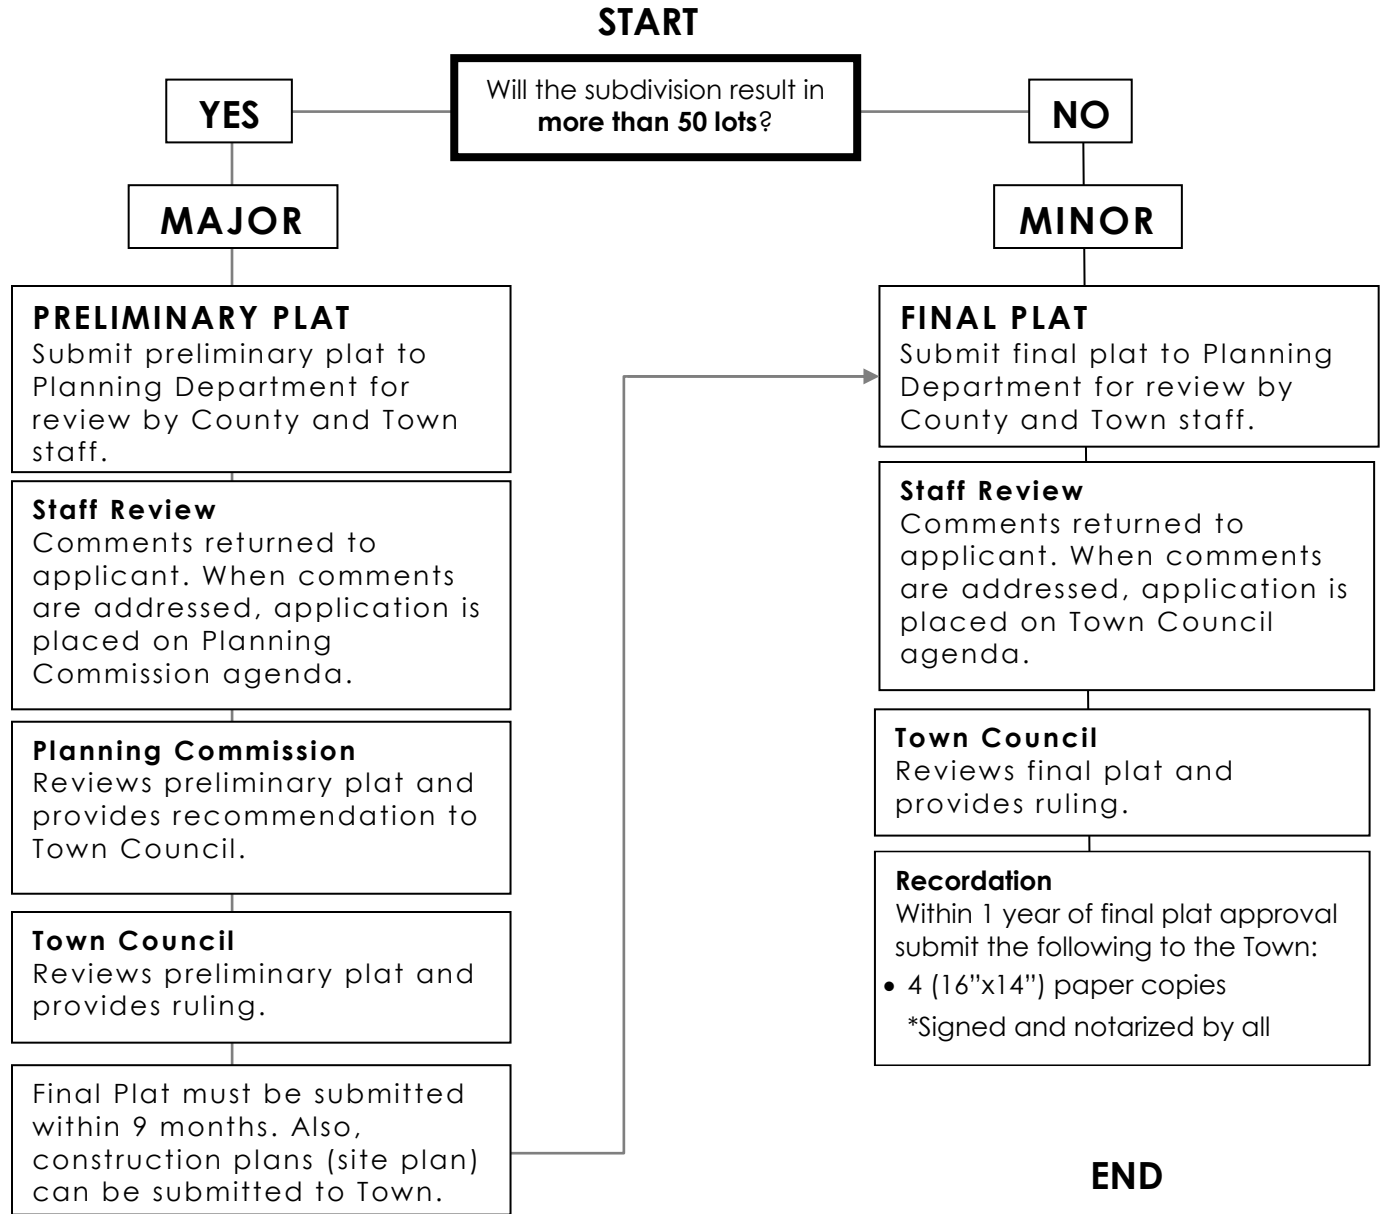 START
Will the subdivision result in
more than 50 lots?
YES
NO
MAJOR
MINOR
PRELIMINARY PLAT
Submit preliminary plat to
Planning Department for
review by County and Town
staff.
Staff Review
Comments returned to
applicant. When comments
are addressed, application is
placed on Planning
Commission agenda.
Planning Commission
Reviews preliminary plat and
provides recommendation to
Town Council.
Town Council
Reviews preliminary plat and
provides ruling.
Final Plat must be submitted
within 9 months. Also,
construction plans (site plan)
can be submitted to Town.
FINAL PLAT
Submit final plat to Planning
Department for review by
County and Town staff.
Staff Review
Comments returned to
applicant. When comments
are addressed, application is
placed on Town Council
agenda.
Town Council
Reviews final plat and
provides ruling.
Recordation
Within 1 year of final plat approval
submit the following to the Town:
• 4 (16”x14”) paper copies
*Signed and notarized by all
END